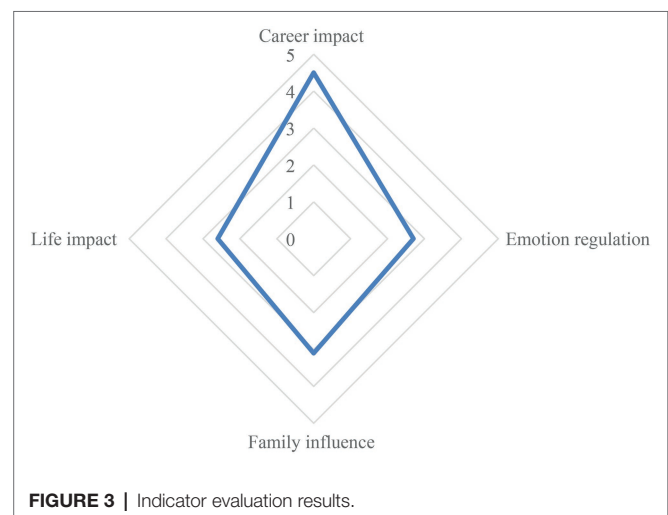 Career impact
5
4
3
2
1
0
Life impact
Emotion regulation
Family influence
FIGURE 3 | Indicator evaluation results.